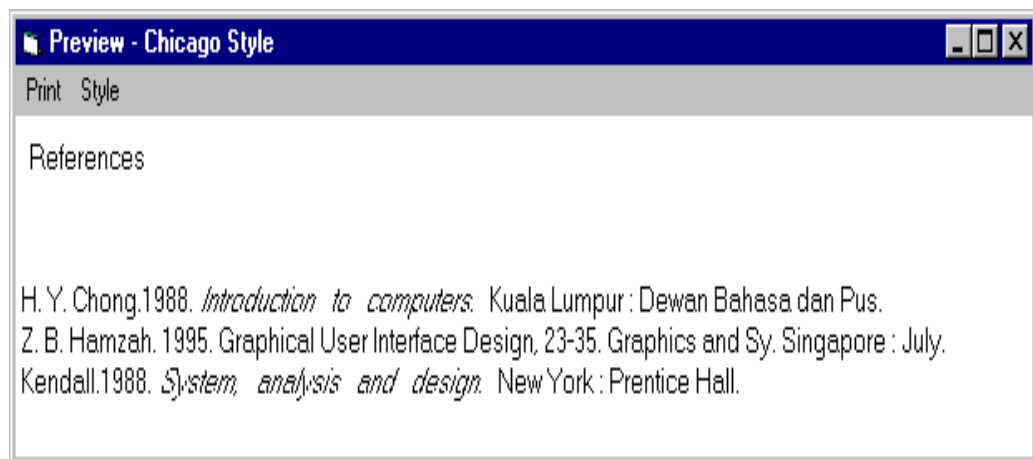 Preview - Chicago Style
Print Style
References
H. Y. Chong.1988. Introduction to computers. Kuala Lumpur : Dewan Bahasa dan Pus.
Z. B. Hamzah. 1995. Graphical User Interface Design, 23-35. Graphics and Sy. Singapore : July.
Kendall.1988. System, analysis and design. New York : Prentice Hall.